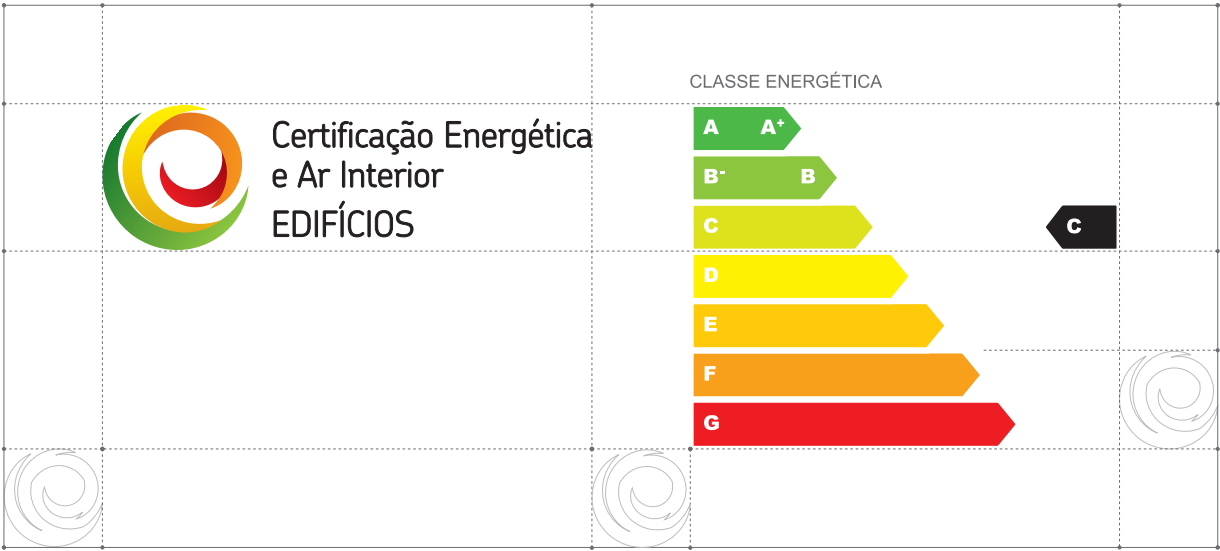 CLASSE ENERGÉTICA
Certificação Energética
e Ar Interior
EDIFÍCIOS
A A+
B- B
C
C
D
E
F
G